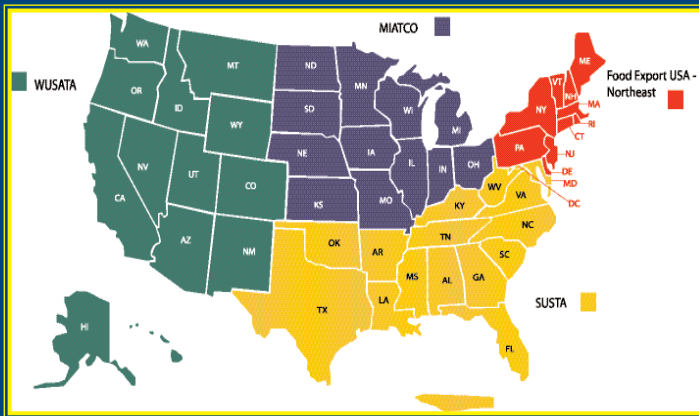 MIATCO
WUSATA
Food Export USA -
Northeast
SUSTA
WA
OR
ID
MT
WY
NV
UT
CO
CA
AZ
NM
HI
ND
SD
NE
KS
MN
IA
MO
WI
IL
MI
IN
OH
ME
VT
NH
MA
NY
RI
CT
PA
NJ
DE
MD
DC
WV
VA
KY
NC
TN
SC
OK
AR
TX
LA
MS
AL
GA
FL